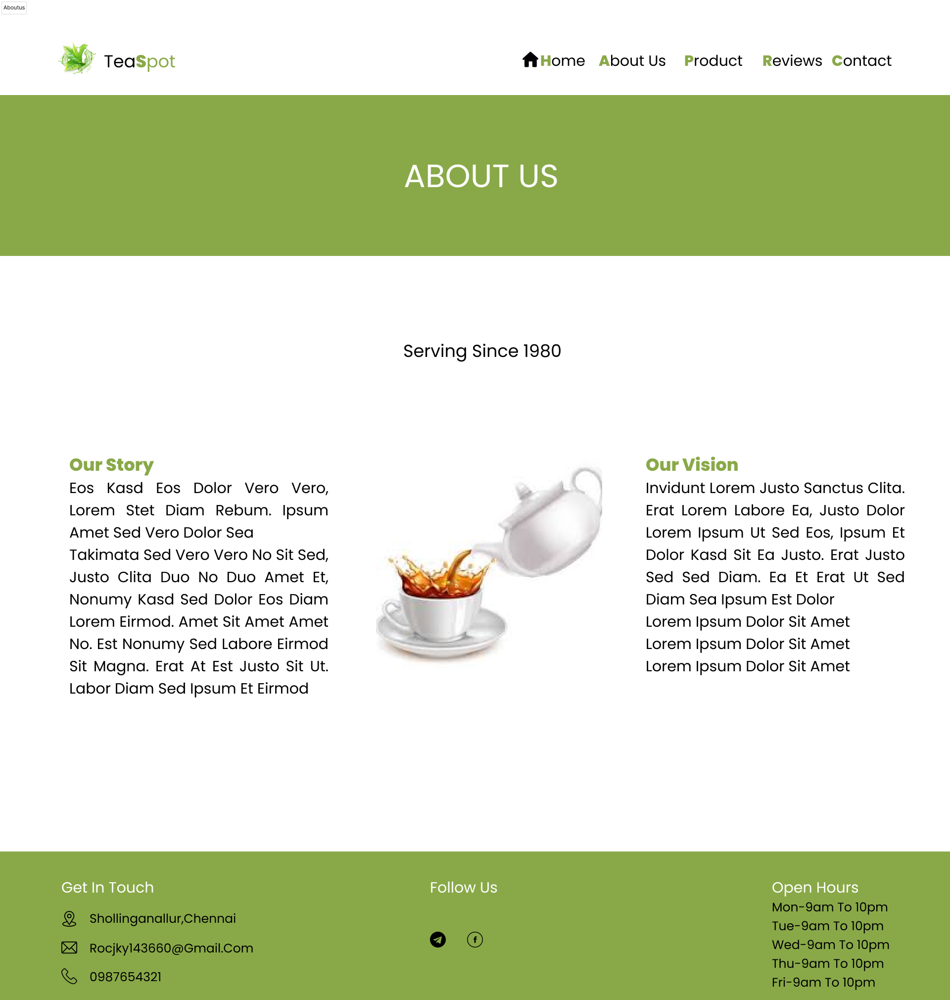 Aboutus
TeaSpot
Home About Us Product Reviews Contact
ABOUT US
Serving Since 1980
Our Story
Eos Kasd Eos Dolor Vero Vero,
Lorem Stet Diam Rebum. Ipsum
Amet Sed Vero Dolor Sea
Takimata Sed Vero Vero No Sit Sed,
Justo Clita Duo No Duo Amet Et,
Nonumy Kasd Sed Dolor Eos Diam
Lorem Eirmod. Amet Sit Amet Amet
No. Est Nonumy Sed Labore Eirmod
Sit Magna. Erat At Est Justo Sit Ut.
Labor Diam Sed Ipsum Et Eirmod
Our Vision
Invidunt Lorem Justo Sanctus Clita.
Erat Lorem Labore Ea, Justo Dolor
Lorem Ipsum Ut Sed Eos, Ipsum Et
Dolor Kasd Sit Ea Justo. Erat Justo
Sed Sed Diam. Ea Et Erat Ut Sed
Diam Sea Ipsum Est Dolor
Lorem Ipsum Dolor Sit Amet
Lorem Ipsum Dolor Sit Amet
Lorem Ipsum Dolor Sit Amet
Get In Touch
Shollinganallur,Chennai
Rocjky143660@Gmail.Com
0987654321
Follow Us
Open Hours
Mon-9am To 10pm
Tue-9am To 10pm
Wed-9am To 10pm
Thu-9am To 10pm
Fri-9am To 10pm